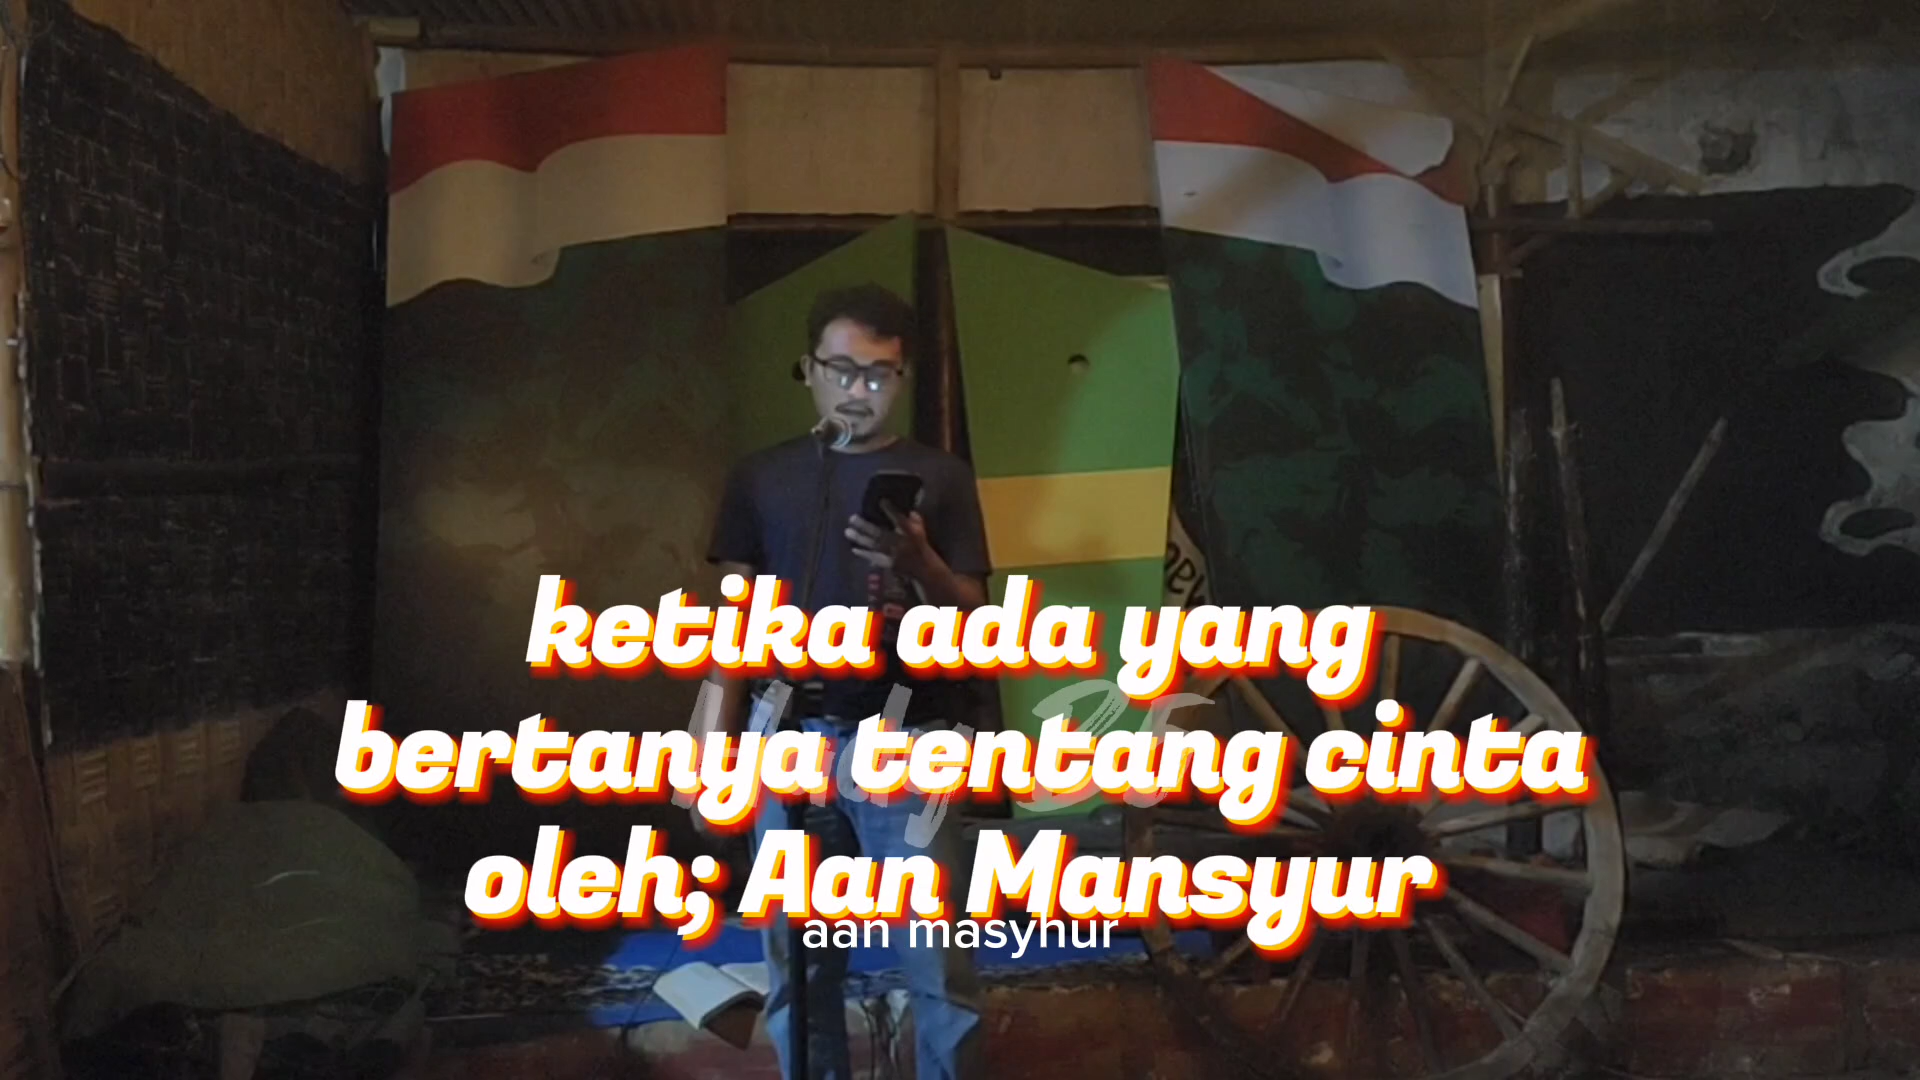 ketika ada yang
bertanya tentang cinta
oleh; Aan Mansyur
aan masyhur